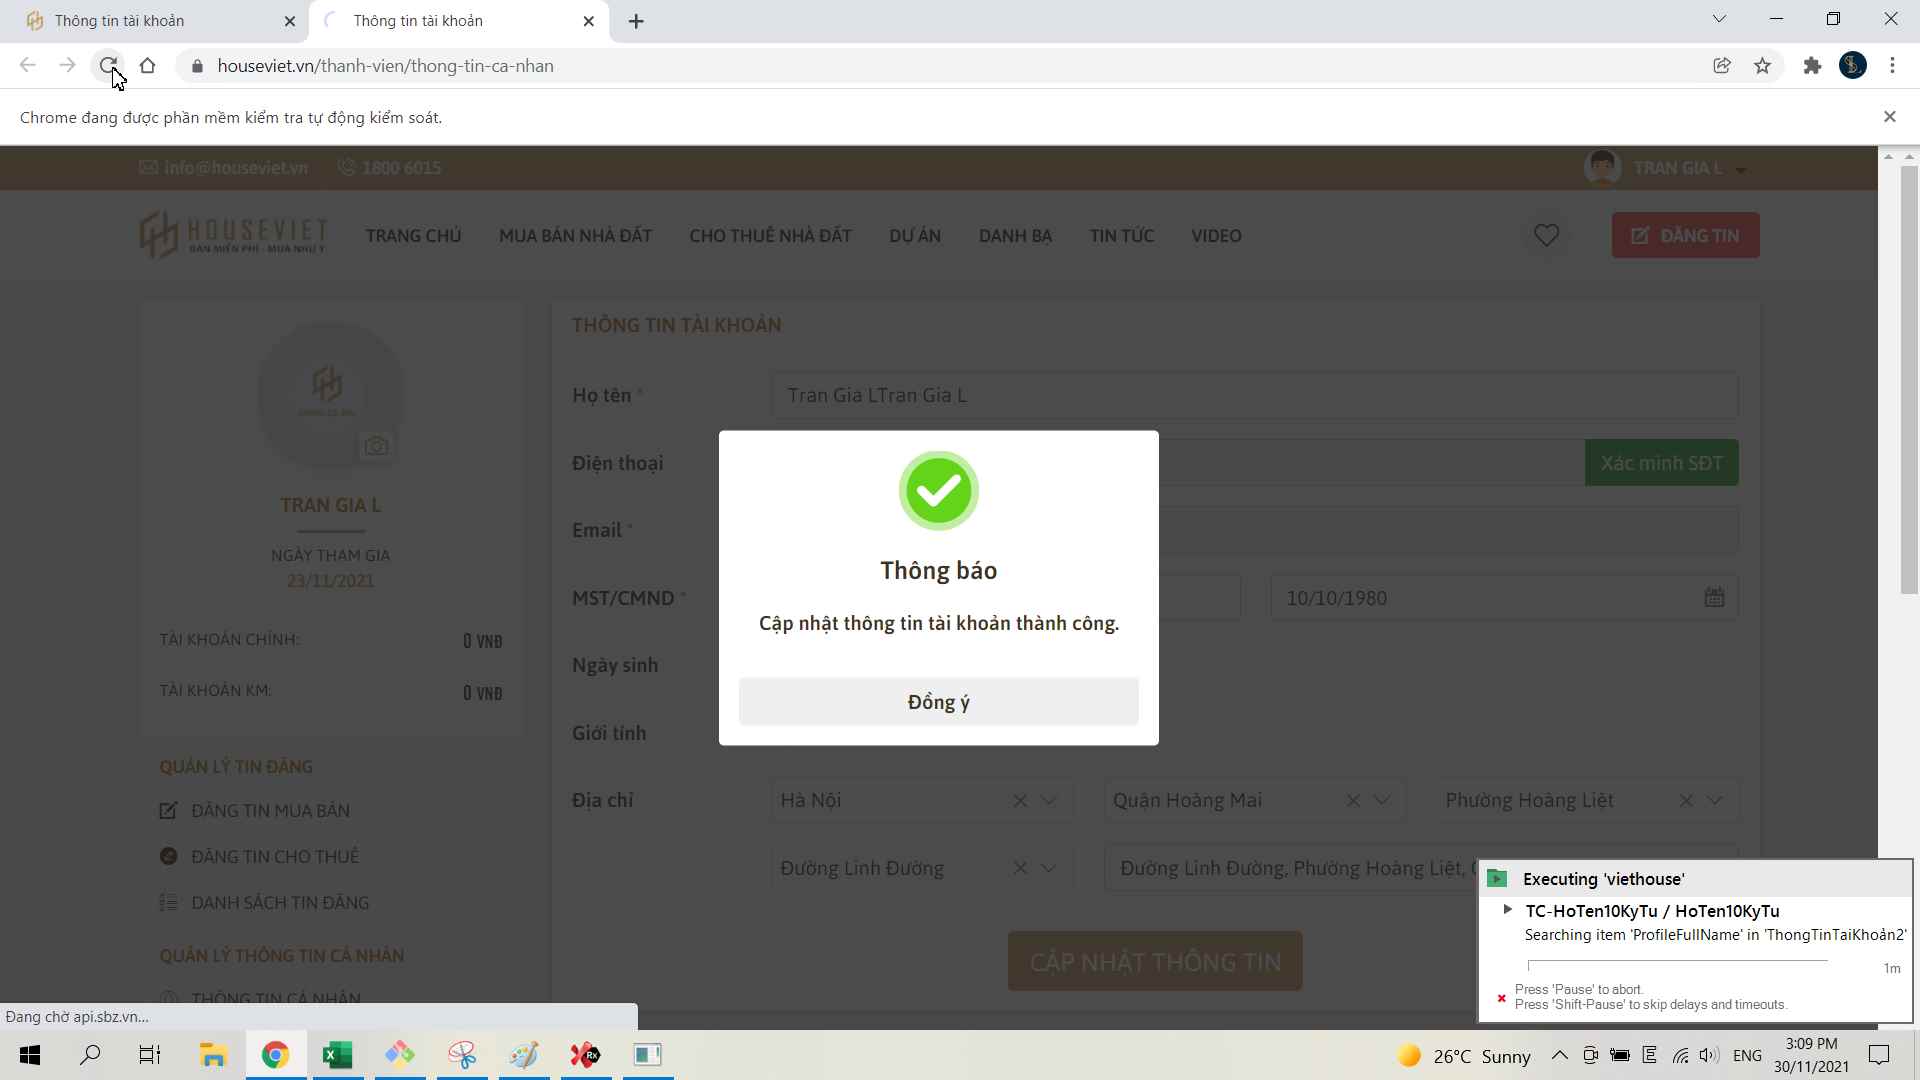 Thông tin tài khoản
Thông tin tài khoản
houseviet.vn/thanh-vien/thong-tin-ca-nhan
Chrome đang được phần mềm kiểm tra tự động kiểm soát.
info@houseviet.vn
1800 6015
TRAN GIA L
HOUSEVIET
BÁN MIỄN PHÍ - MUA NHƯ Ý
TRANG CHỦ
MUA BÁN NHÀ ĐẤT
CHO THUÊ NHÀ ĐẤT
DỰ ÁN
DANH BẠ
TIN TỨC
VIDEO
ĐĂNG TIN
TRAN GIA L
NGÀY THAM GIA
23/11/2021
TÀI KHOẢN CHÍNH:
0 VNĐ
TÀI KHOẢN KM:
0 VNĐ
QUẢN LÝ TIN ĐĂNG
ĐĂNG TIN MUA BÁN
ĐĂNG TIN CHO THUÊ
DANH SÁCH TIN ĐĂNG
QUẢN LÝ THÔNG TIN CÁ NHÂN
THÔNG TIN CÁ NHÂN
THÔNG TIN TÀI KHOẢN
Họ tên *
Tran Gia LTran Gia L
Điện thoại
Xác minh SĐT
Email *
MST/CMND *
10/10/1980
Ngày sinh
Giới tính
Địa chỉ
Hà Nội
Quận Hoàng Mai
Phường Hoàng Liệt
Đường Linh Đường
Đường Linh Đường, Phường Hoàng Liệt,
CẬP NHẬT THÔNG TIN
Thông báo
Cập nhật thông tin tài khoản thành công.
Đồng ý
Executing 'viethouse'
TC-HoTen10KyTu / HoTen10KyTu
Searching item 'ProfileFullName' in 'ThongTinTaiKhoản2'
1m
Press 'Pause' to abort.
Press 'Shift-Pause' to skip delays and timeouts.
Đang chờ api.sbz.vn...
26°C Sunny
ENG
3:09 PM
30/11/2021